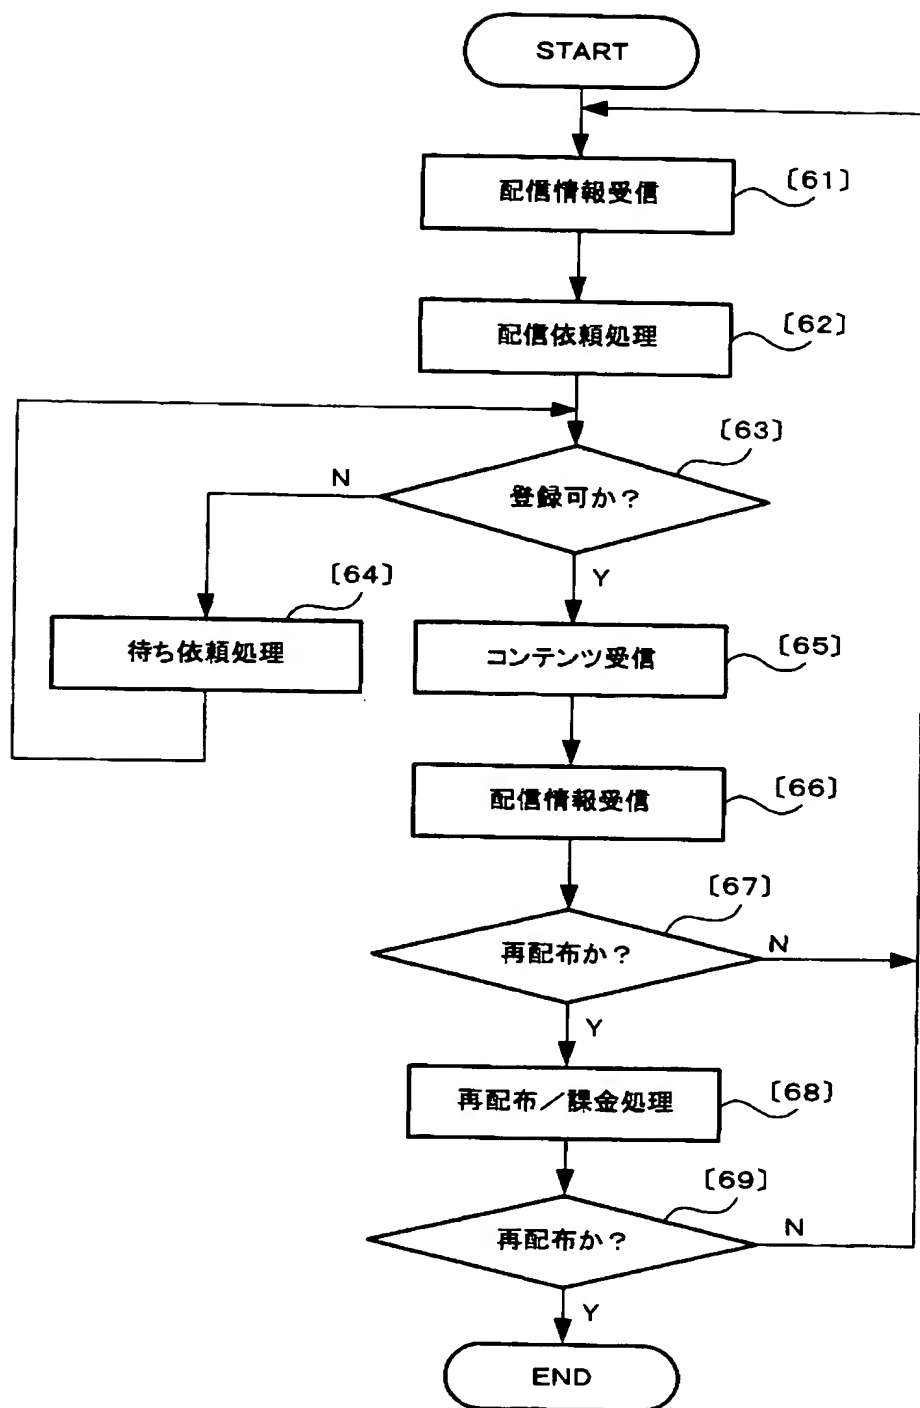 START
配信情報受信
[61]
配信依頼処理
[62]
[63]
N
登録可か？
Y
[64]
待ち依頼処理
コンテンツ受信
[65]
配信情報受信
[66]
[67]
再配布か？
N
Y
再配布／課金処理
[68]
[69]
再配布か？
N
Y
END